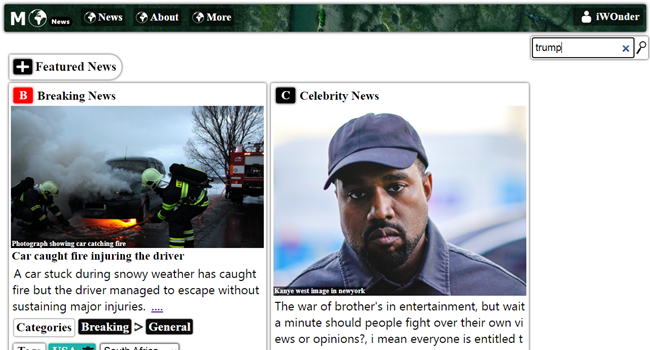 M News News About More iWOnder
trump
Featured News
B Breaking News
Photograph showing car catching fire
Car caught fire injuring the driver
A car stuck during snowy weather has caught
fire but the driver managed to escape without
sustaining major injuries. ....
Categories Breaking > General
Tags USA South Africa
C Celebrity News
Kanye west image in newyork
The war of brother's in entertainment, but wait
a minute should people fight over their own vi
ews or opinions?, i mean everyone is entitled t